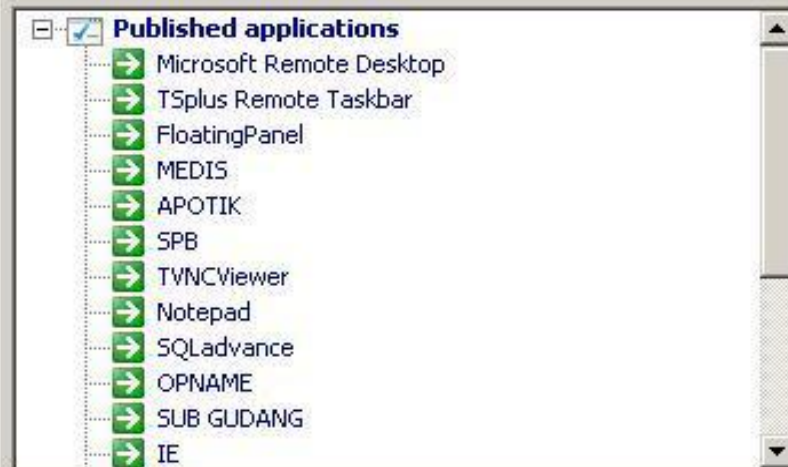 Published applications
Microsoft Remote Desktop
TSplus Remote Taskbar
FloatingPanel
MEDIS
APOTIK
SPB
TVNCViewer
Notepad
SQLadvance
OPNAME
SUB GUDANG
IE